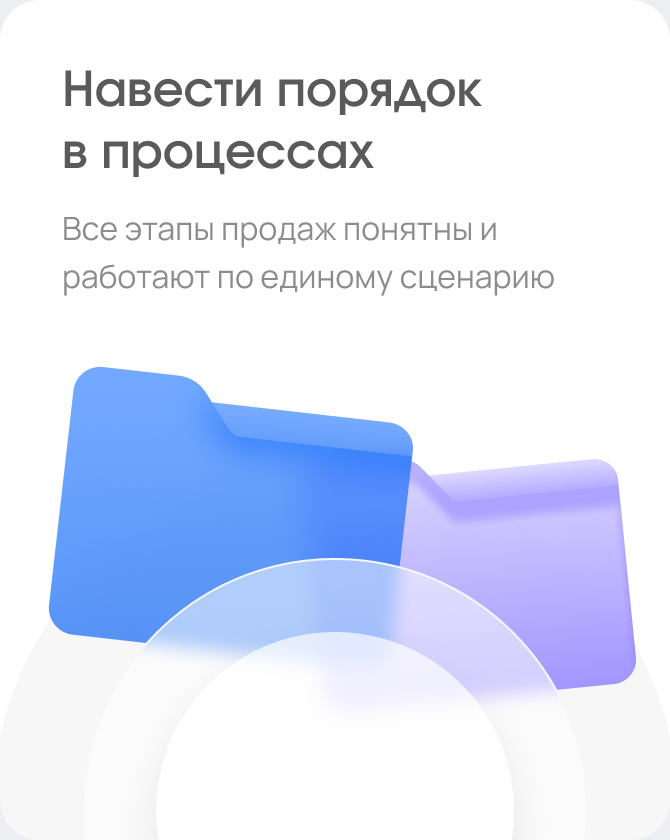 Навести порядок
в процессах
Все этапы продаж понятны и
работают по единому сценарию